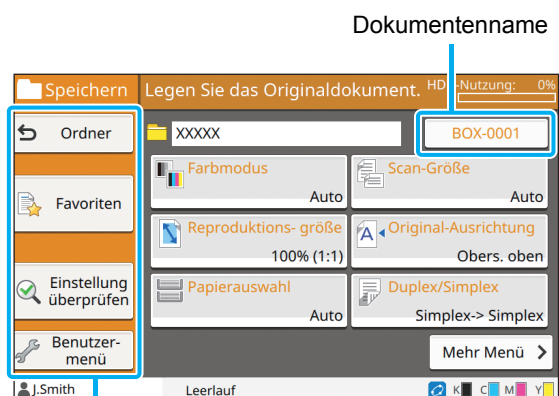 Dokumentenname
Speichern
Legen Sie das Originaldokument.
-Nutzung: 0%
Ordner
XXXXX
BOX-0001
Favoriten
Farbmodus
Auto
Scan-Größe
Auto
Reproduktions- größe
100% (1:1)
Original-Ausrichtung
Obers. oben
Einstellung
überprüfen
Papierauswahl
Auto
Duplex/Simplex
Simplex-> Simplex
Benutzer-
menü
Mehr Menü
J.Smith
Leerlauf
K C M Y